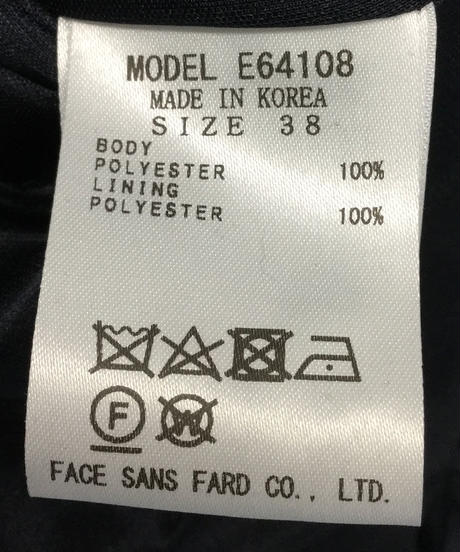 MODEL E64108
MADE IN KOREA
SIZE 38
BODY
POLYESTER 100%
LINING
POLYESTER 100%
F W
FACE SANS FARD CO., LTD.